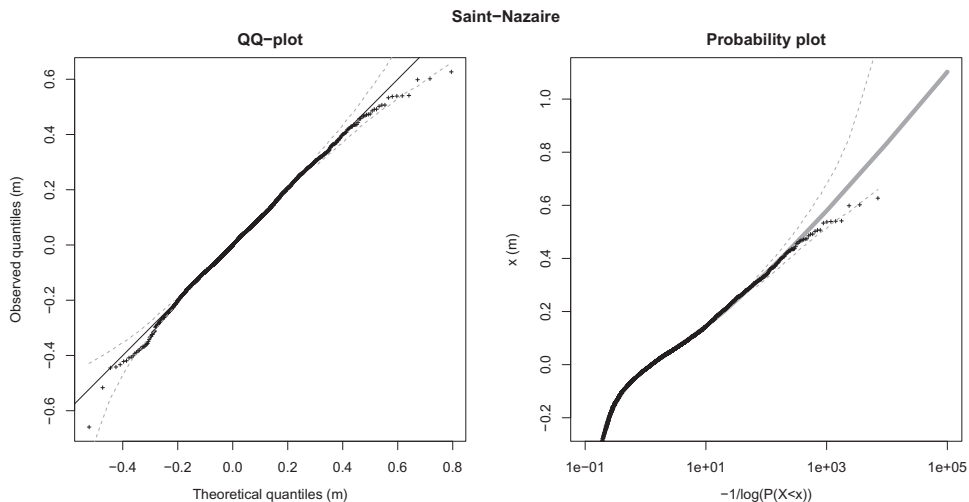 Saint−Nazaire
QQ−plot
Probability plot
Observed quantiles (m)
0.6
0.4
0.2
0.0
−0.2
−0.4
−0.6
−0.4
−0.2
0.0
0.2
0.4
0.6
0.8
Theoretical quantiles (m)
x (m)
1.0
0.8
0.6
0.4
0.2
0.0
−0.2
1e−01
1e+01
1e+03
1e+05
−1/log(P(X<x))